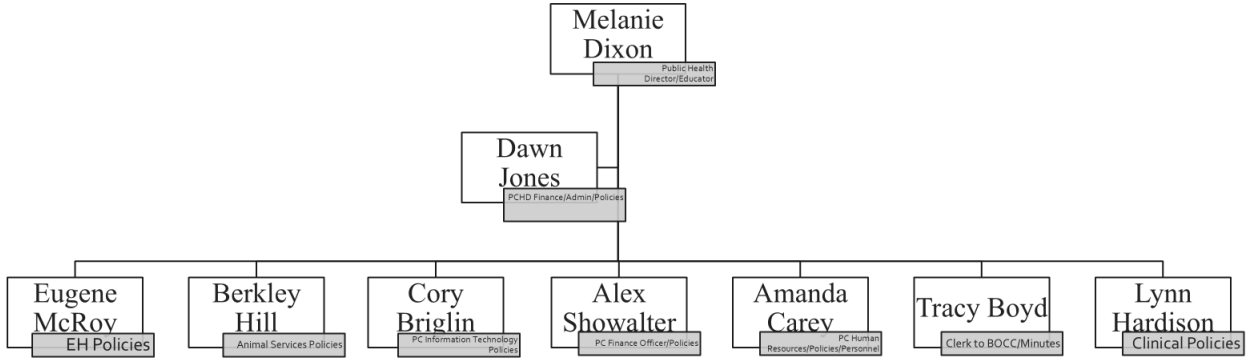 Melanie
Dixon
Public Health
Director/Educator
Dawn
Jones
PCHD Finance/Admin/Policies
Eugene
McRoy
EH Policies
Berkley
Hill
Animal Services Policies
Cory
Briglin
PC Information Technology
Policies
Alex
Showalter
PC Finance Officer/Policies
Amanda
Carey
PC Human
Resources/Policies/Personnel
Tracy Boyd
Clerk to BOCC/Minutes
Lynn
Hardison
Clinical Policies